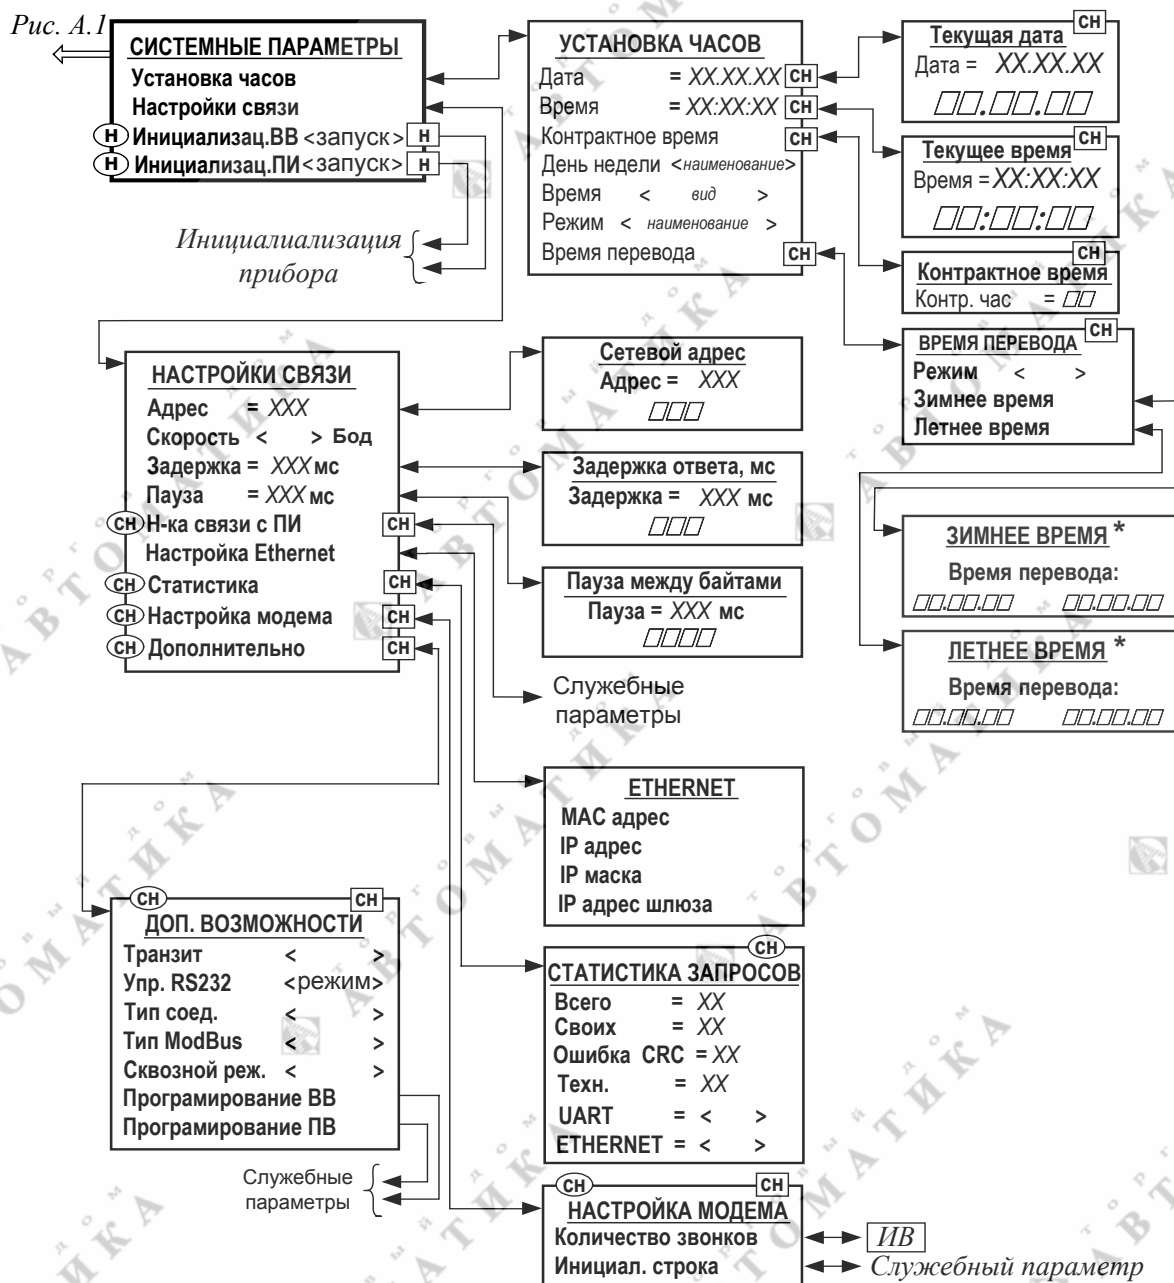 Рис. А.1
СИСТЕМНЫЕ ПАРАМЕТРЫ
Установка часов
Настройки связи
Н Инициализац.ВВ <запуск> Н
Н Инициализац.ПИ <запуск> Н
Инициалиализация
прибора
УСТАНОВКА ЧАСОВ
Дата = XX.XX.XX СН
Время = XX:XX:XX СН
Контрактное время СН
День недели <наименование>
Время < вид >
Режим < наименование >
Время перевода СН
СН
Текущая дата
Дата = XX.XX.XX
СН
Текущее время
Время = XX:XX:XX
СН
Контрактное время
Контр. час =
СН
ВРЕМЯ ПЕРЕВОДА
Режим < >
Зимнее время
Летнее время
ЗИМНЕЕ ВРЕМЯ *
Время перевода:
ЛЕТНЕЕ ВРЕМЯ *
Время перевода:
НАСТРОЙКИ СВЯЗИ
Адрес = XXX
Скорость < > Бод
Задержка = XXX мс
Пауза = XXX мс
СН Н-ка связи с ПИ СН
Настройка Ethernet
СН Статистика СН
СН Настройка модема СН
СН Дополнительно СН
Сетевой адрес
Адрес = XXX
Задержка ответа, мс
Задержка = XXX мс
Пауза между байтами
Пауза = XXX мс
Служебные
параметры
ETHERNET
MAC адрес
IP адрес
IP маска
IP адрес шлюза
СН СН
ДОП. ВОЗМОЖНОСТИ
Транзит < >
Упр. RS232 <режим>
Тип соед. < >
Тип ModBus < >
Сквозной реж. < >
Програмирование ВВ
Програмирование ПВ
Служебные
параметры
СН
СТАТИСТИКА ЗАПРОСОВ
Всего = XX
Своих = XX
Ошибка CRC = XX
Техн. = XX
UART = < >
ETHERNET = < >
СН СН
НАСТРОЙКА МОДЕМА
Количество звонков
Инициал. строка
ИВ
Служебный параметр